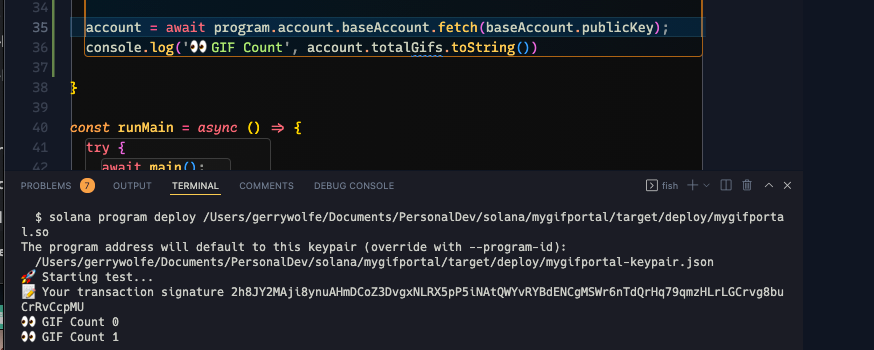 34
35 account = await program.account.baseAccount.fetch(baseAccount.publicKey);
36 console.log('👀 GIF Count', account.totalGifs.toString())
37
38 }
39
40 const runMain = async () => {
41 try {
42 await main();
PROBLEMS 7 OUTPUT TERMINAL COMMENTS DEBUG CONSOLE fish
$ solana program deploy /Users/gerrywolfe/Documents/PersonalDev/solana/mygifportal/target/deploy/mygifporta
l.so
The program address will default to this keypair (override with --program-id):
/Users/gerrywolfe/Documents/PersonalDev/solana/mygifportal/target/deploy/mygifportal-keypair.json
🚀 Starting test...
📝 Your transaction signature 2h8JY2MAji8ynuAHmDCoZ3DvgxNLRX5pP5iNAtQWYvRYBdENCgMSWr6nTdQrHq79qmzHLrLGCrvg8bu
CrRvCcpMU
👀 GIF Count 0
👀 GIF Count 1